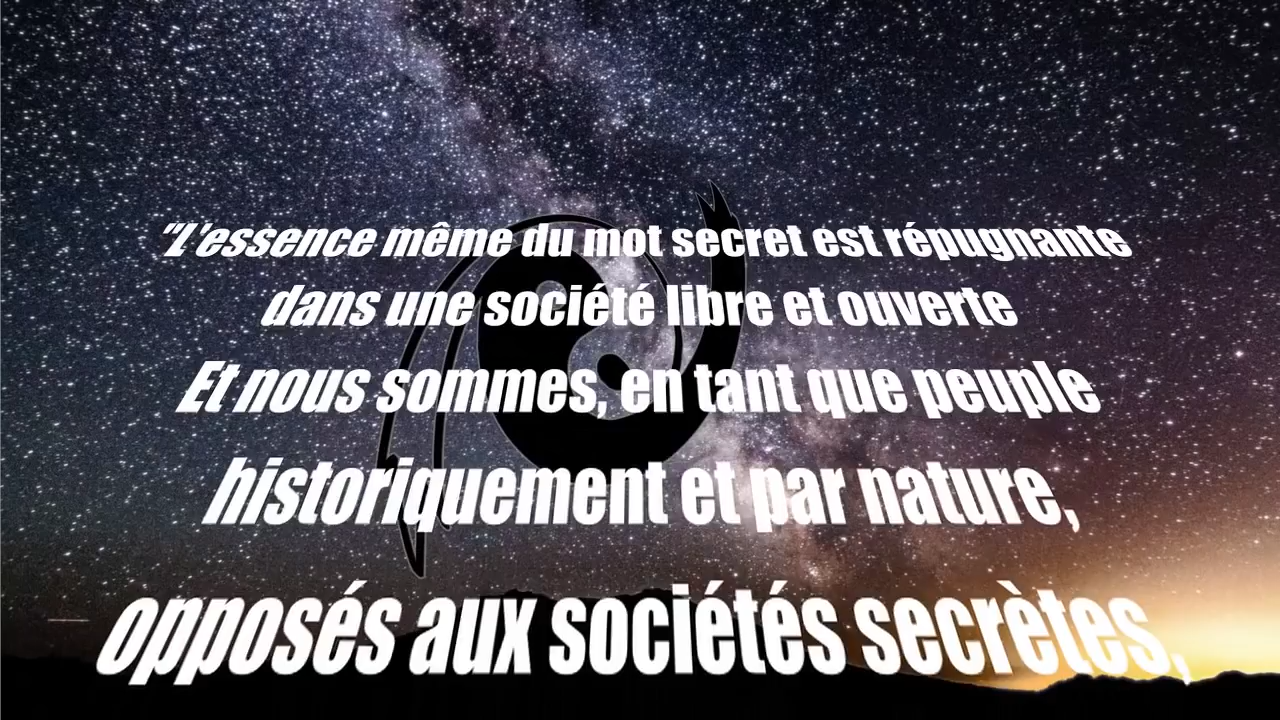 "L'essence même du mot secret est répugnante
dans une société libre et ouverte
Et nous sommes, en tant que peuple
historiquement et par nature,
opposés aux sociétés secrètes,